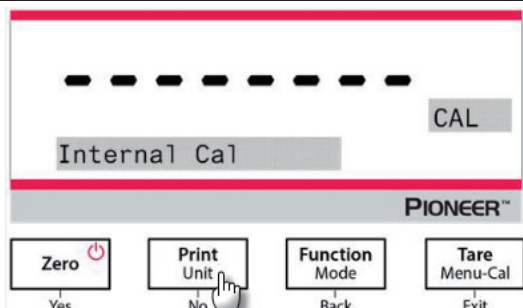 --------
CAL
Internal Cal
PIONEER™
Zero Print Function Tare
Unit Mode Menu-Cal
Yes No Back Exit